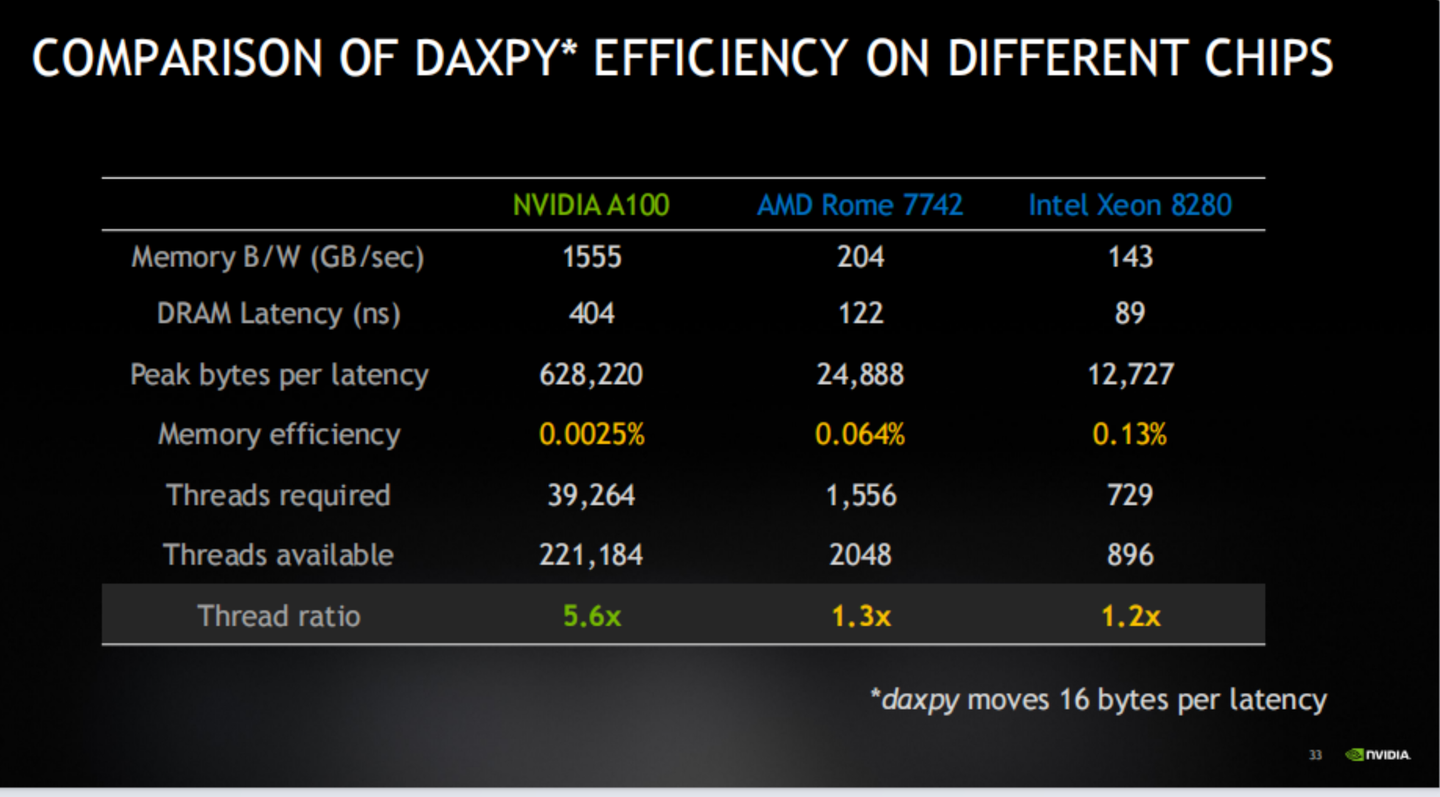 COMPARISON OF DAXPY* EFFICIENCY ON DIFFERENT CHIPS
NVIDIA A100 AMD Rome 7742 Intel Xeon 8280
Memory B/W (GB/sec) 1555 204 143
DRAM Latency (ns) 404 122 89
Peak bytes per latency 628,220 24,888 12,727
Memory efficiency 0.0025% 0.064% 0.13%
Threads required 39,264 1,556 729
Threads available 221,184 2048 896
Thread ratio 5.6x 1.3x 1.2x
*daxpy moves 16 bytes per latency
33 NVIDIA.